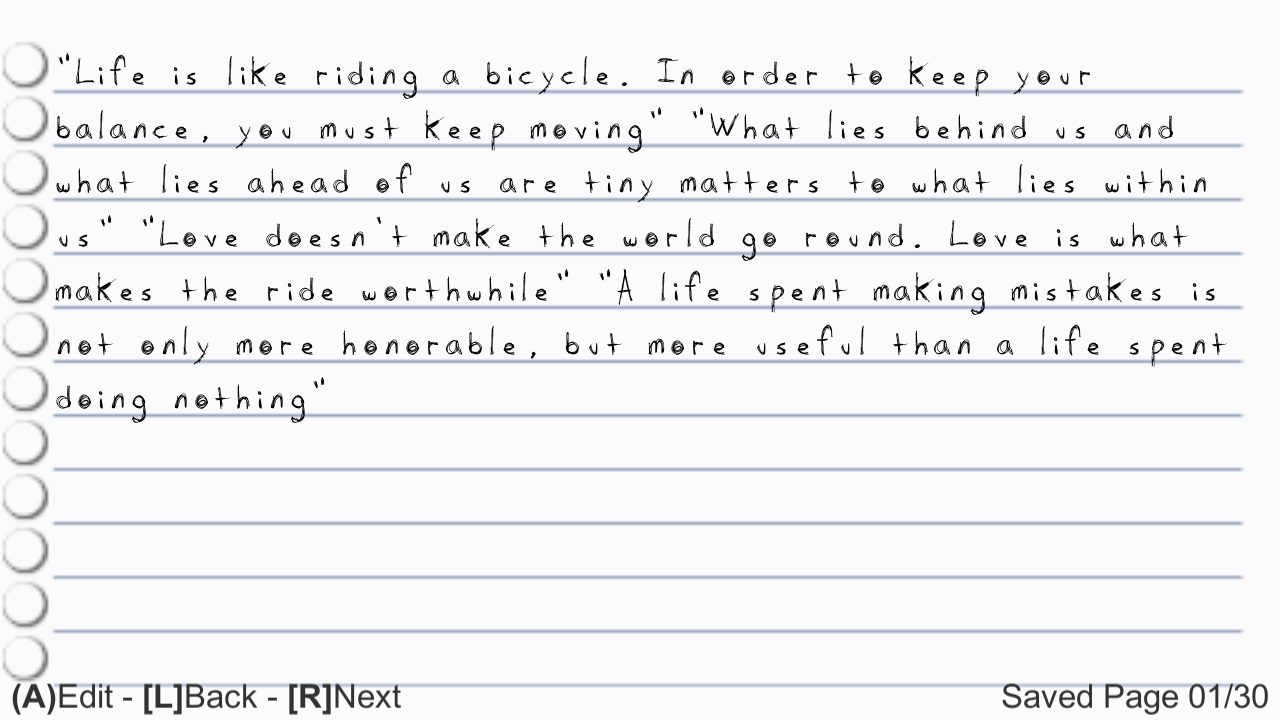 "Life is like riding a bicycle. In order to keep your
balance, you must keep moving" "What lies behind us and
what lies ahead of us are tiny matters to what lies within
us" "Love doesn't make the world go round. Love is what
makes the ride worthwhile" "A life spent making mistakes is
not only more honorable, but more useful than a life spent
doing nothing"
(A)Edit - [L]Back - [R]Next
Saved Page 01/30